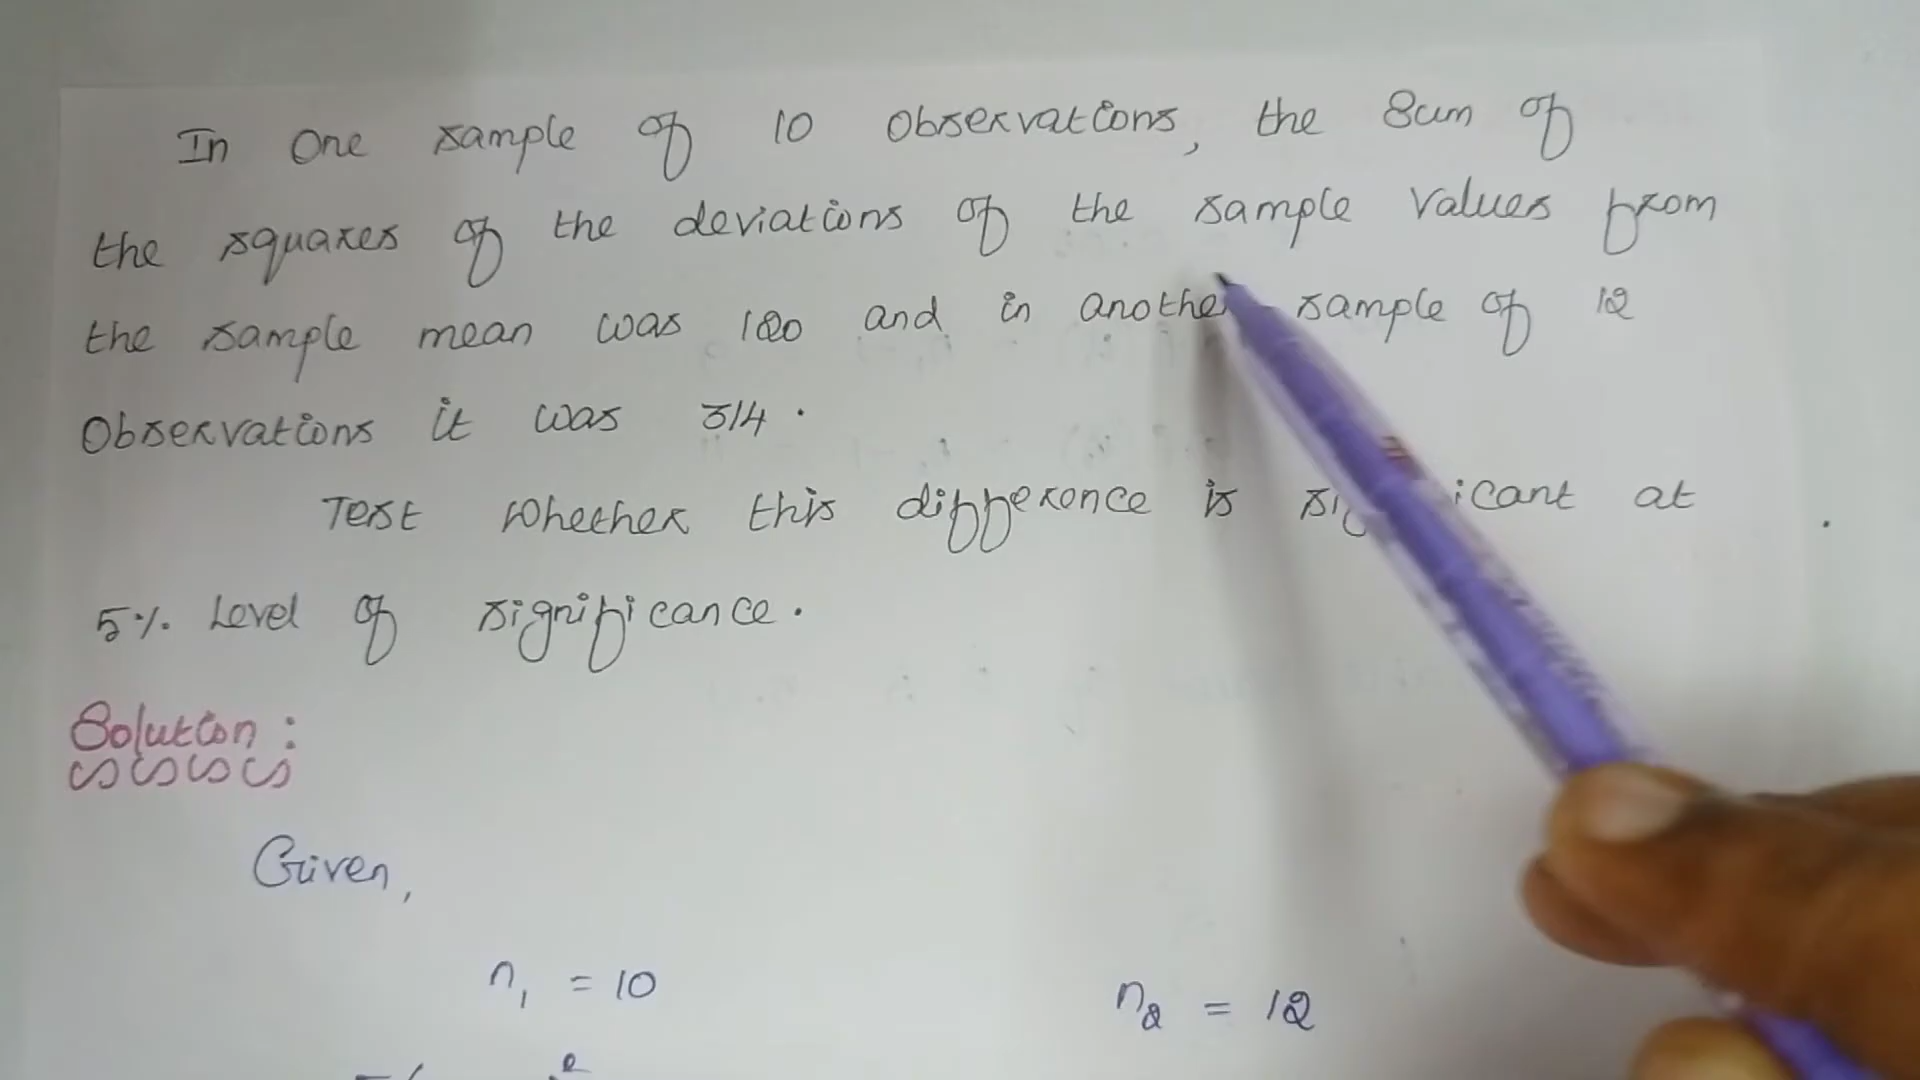 In one sample of 10 observations, the sum of
the squares of the deviations of the sample values from
the sample mean was 120 and in another sample of 12
observations it was 314.
Test whether this difference is significant at
5% Level of significance.
Solution:
Given,
n₁ = 10
n₂ = 12